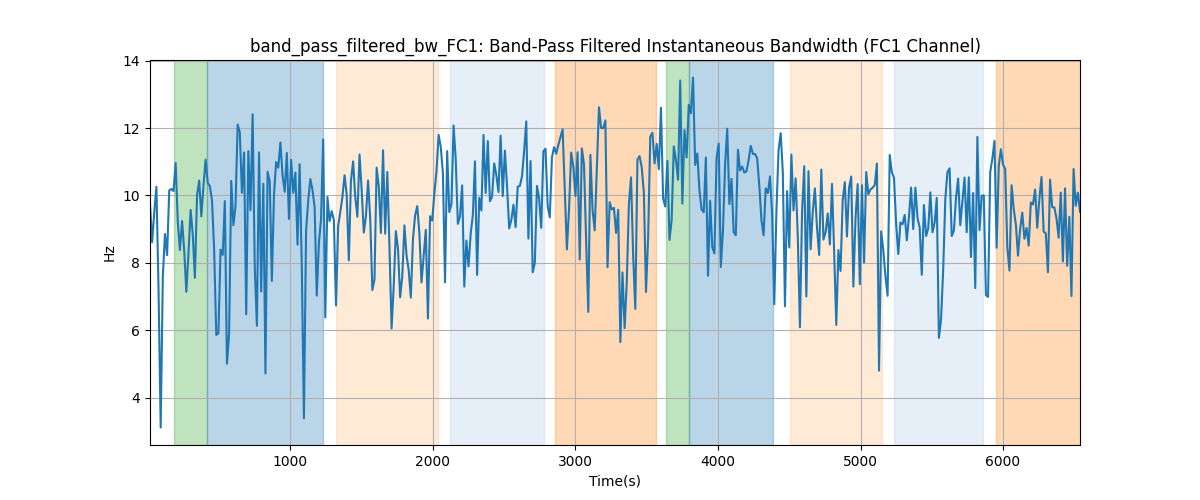 band_pass_filtered_bw_FC1: Band-Pass Filtered Instantaneous Bandwidth (FC1 Channel)
14
12
10
8
6
4
Hz
1000 2000 3000 4000 5000 6000
Time(s)